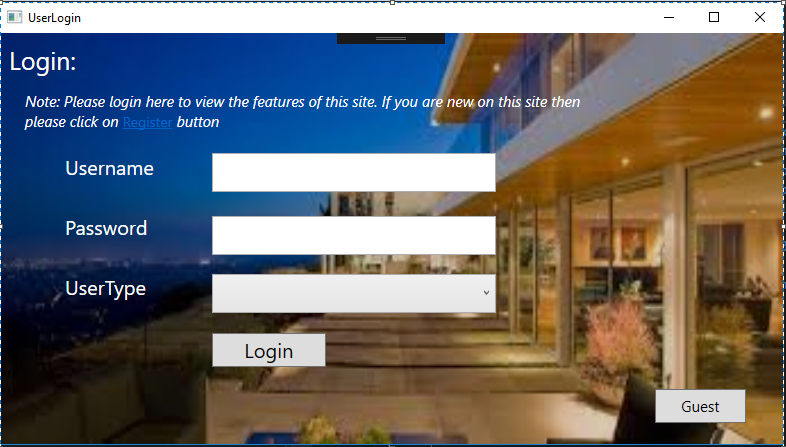 UserLogin
Login:
Note: Please login here to view the features of this site. If you are new on this site then
please click on Register button
Username
Password
UserType
Login
Guest